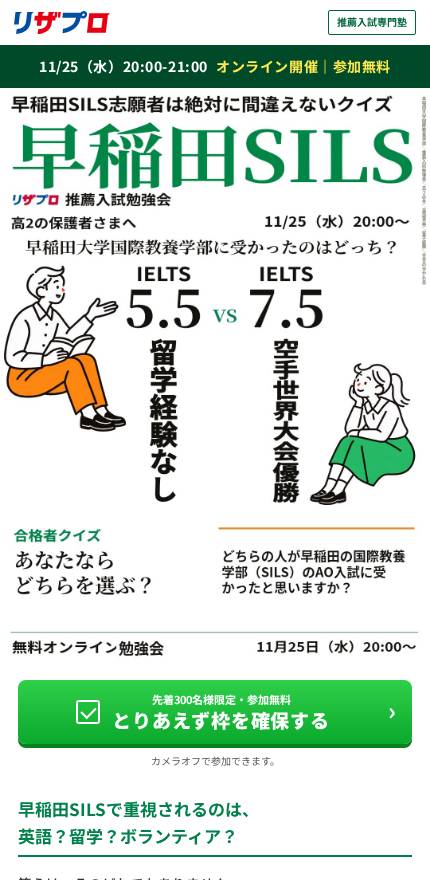 リザプロ
推薦入試専門塾
11/25（水）20:00-21:00 オンライン開催｜参加無料
早稲田SILS志願者は絶対に間違えないクイズ
早稲田SILS
リザプロ 推薦入試勉強会
高2の保護者さまへ
11/25（水）20:00〜
早稲田大学国際教養学部に受かったのはどっち？
IELTS
5.5
留学経験なし
vs
IELTS
7.5
空手世界大会優勝
合格者クイズ
あなたなら
どちらを選ぶ？
どちらの人が早稲田の国際教養
学部（SILS）のAO入試に受
かったと思いますか？
無料オンライン勉強会
11月25日（水）20:00〜
先着300名様限定・参加無料
とりあえず枠を確保する
カメラオフで参加できます。
早稲田SILSで重視されるのは、
英語？留学？ボランティア？